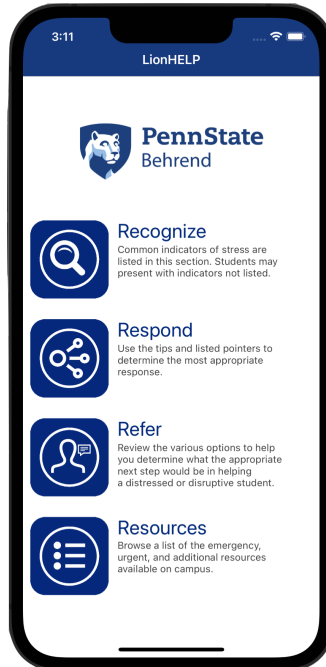 3:11
LionHELP
PennState
Behrend
Recognize
Common indicators of stress are
listed in this section. Students may
present with indicators not listed.
Respond
Use the tips and listed pointers to
determine the most appropriate
response.
Refer
Review the various options to help
you determine what the appropriate
next step would be in helping
a distressed or disruptive student.
Resources
Browse a list of the emergency,
urgent, and additional resources
available on campus.